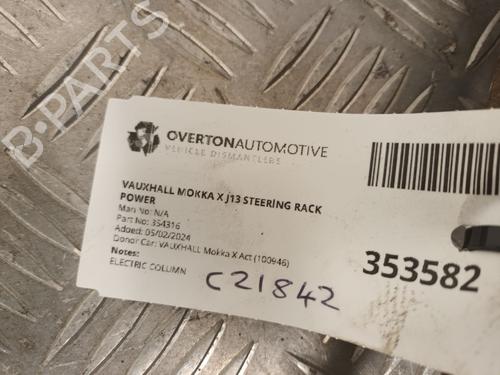 B-PARTS
OVERTONAUTOMOTIVE
VEHICLE DISMANTLERS
VAUXHALL MOKKA X J13 STEERING RACK
POWER
Man No: N/A
Part No: 354316
Added: 05/02/2024
Donor Car: VAUXHALL Mokka X Act (100946)
Notes:
ELECTRIC COLUMN
C21842
353582